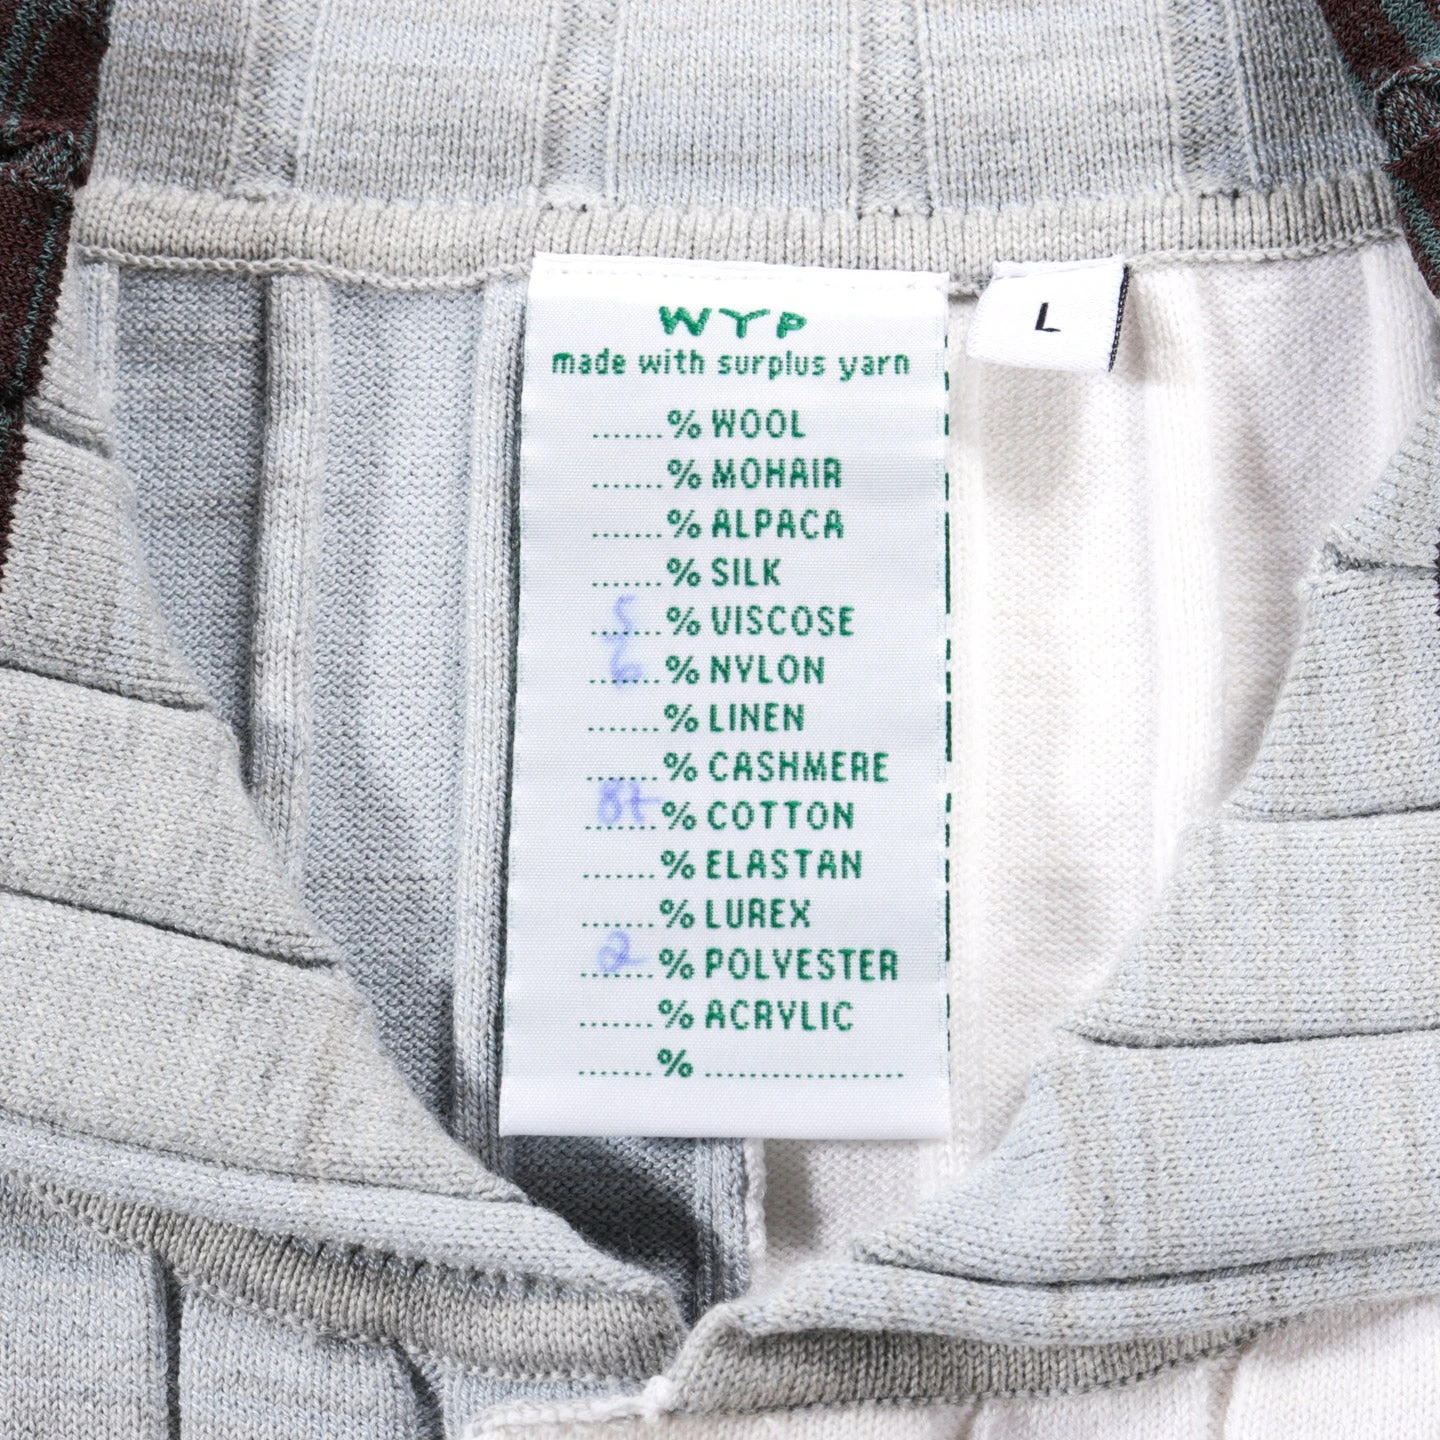 WYP
made with surplus yarn
L
.......% WOOL
.......% MOHAIR
.......% ALPACA
.......% SILK
5% VISCOSE
6% NYLON
.......% LINEN
.......% CASHMERE
% COTTON
.......% ELASTAN
.......% LUREX
2% POLYESTER
.......% ACRYLIC
.......% ....................